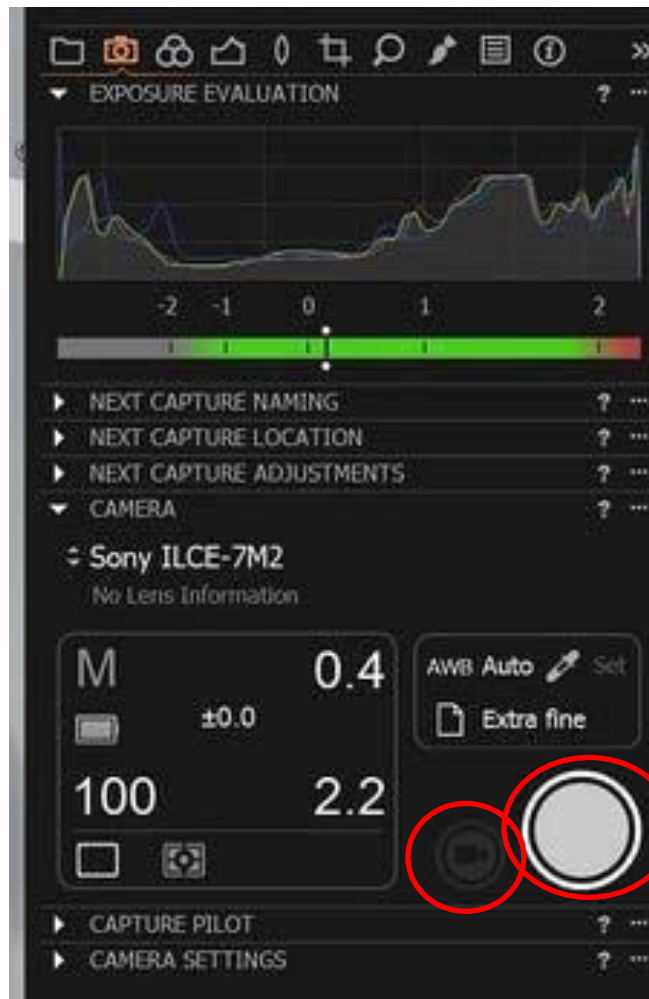 EXPOSURE EVALUATION ? ...
-2 -1 0 1 2
NEXT CAPTURE NAMING ? ...
NEXT CAPTURE LOCATION ? ...
NEXT CAPTURE ADJUSTMENTS ? ...
CAMERA ? ...
Sony ILCE-7M2
No Lens Information
M 0.4
AWB Auto Set
±0.0
Extra fine
100 2.2
CAPTURE PILOT ? ...
CAMERA SETTINGS ? ...